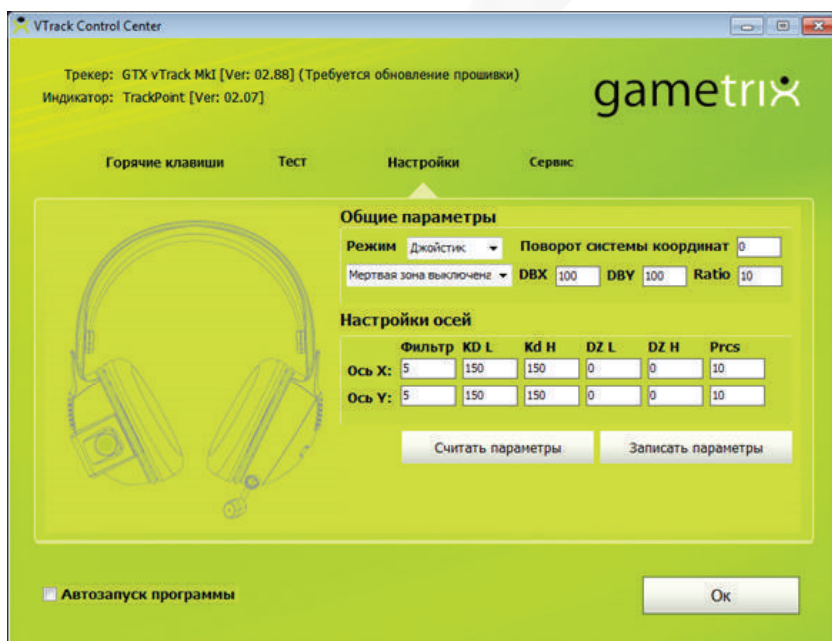 VTrack Control Center
Трекер: GTX vTrack MkI [Ver: 02.88] (Требуется обновление прошивки)
Индикатор: TrackPoint [Ver: 02.07]
gametrix
Горячие клавиши Тест Настройки Сервис
Общие параметры
Режим Джойстик Поворот системы координат 0
Мертвая зона выключена DBX 100 DBY 100 Ratio 10
Настройки осей
Фильтр KD L Kd H DZ L DZ H Prcs
Ось X: 5 150 150 0 0 10
Ось Y: 5 150 150 0 0 10
Считать параметры Записать параметры
Автозапуск программы
Ок